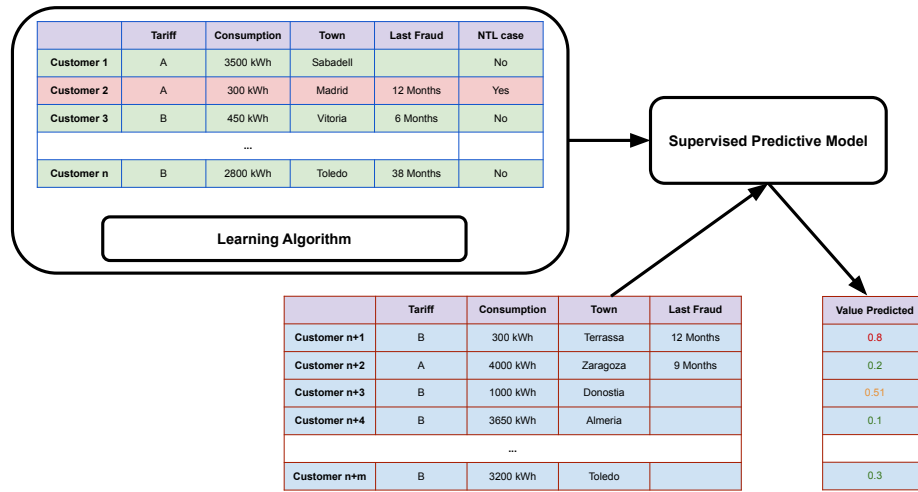 Tariff Consumption Town Last Fraud NTL case
Customer 1 A 3500 kWh Sabadell No
Customer 2 A 300 kWh Madrid 12 Months Yes
Customer 3 B 450 kWh Vitoria 6 Months No
...
Customer n B 2800 kWh Toledo 38 Months No
Learning Algorithm
Supervised Predictive Model
Tariff Consumption Town Last Fraud
Customer n+1 B 300 kWh Terrassa 12 Months
Customer n+2 A 4000 kWh Zaragoza 9 Months
Customer n+3 B 1000 kWh Donostia
Customer n+4 B 3650 kWh Almeria
...
Customer n+m B 3200 kWh Toledo
Value Predicted
0.8
0.2
0.51
0.1
0.3